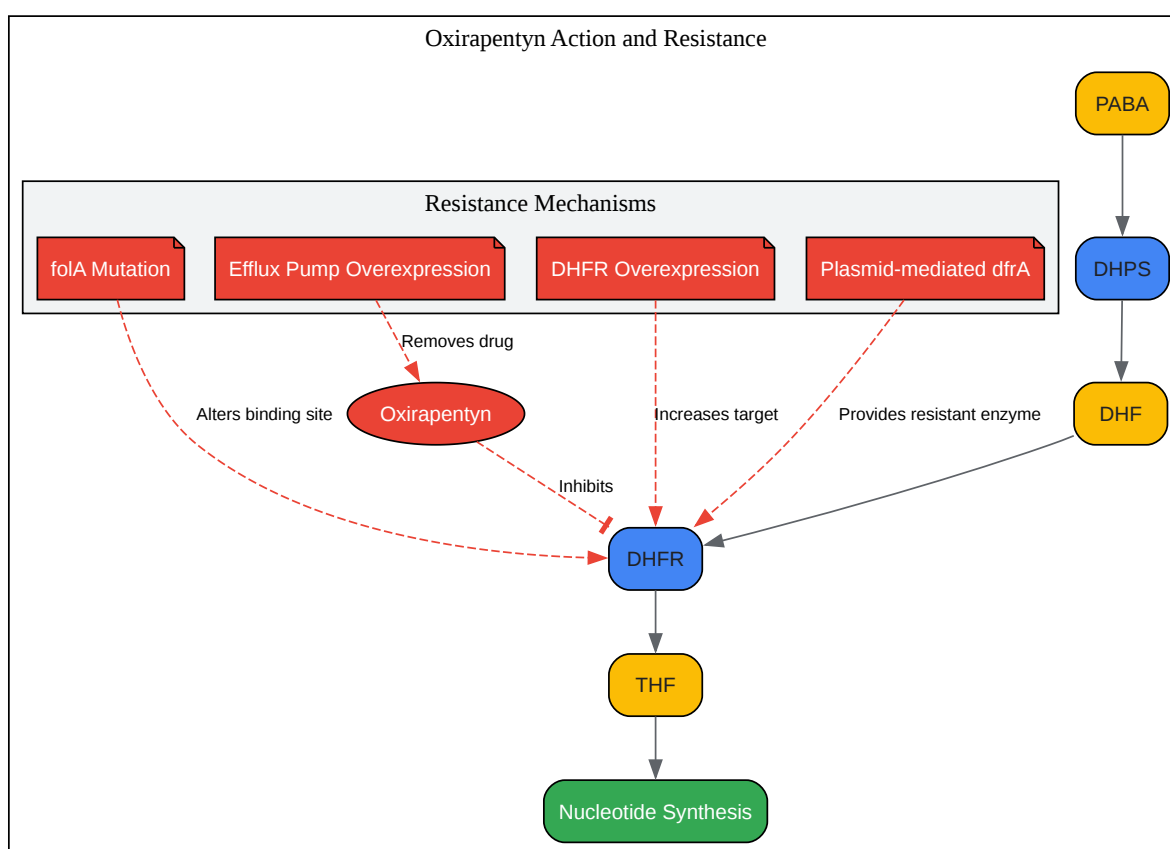 Oxirapentyn Action and Resistance
PABA
Resistance Mechanisms
folA Mutation
Efflux Pump Overexpression
DHFR Overexpression
Plasmid-mediated dfrA
DHPS
Removes drug
Alters binding site
Oxirapentyn
Increases target
Provides resistant enzyme
DHF
Inhibits
DHFR
THF
Nucleotide Synthesis